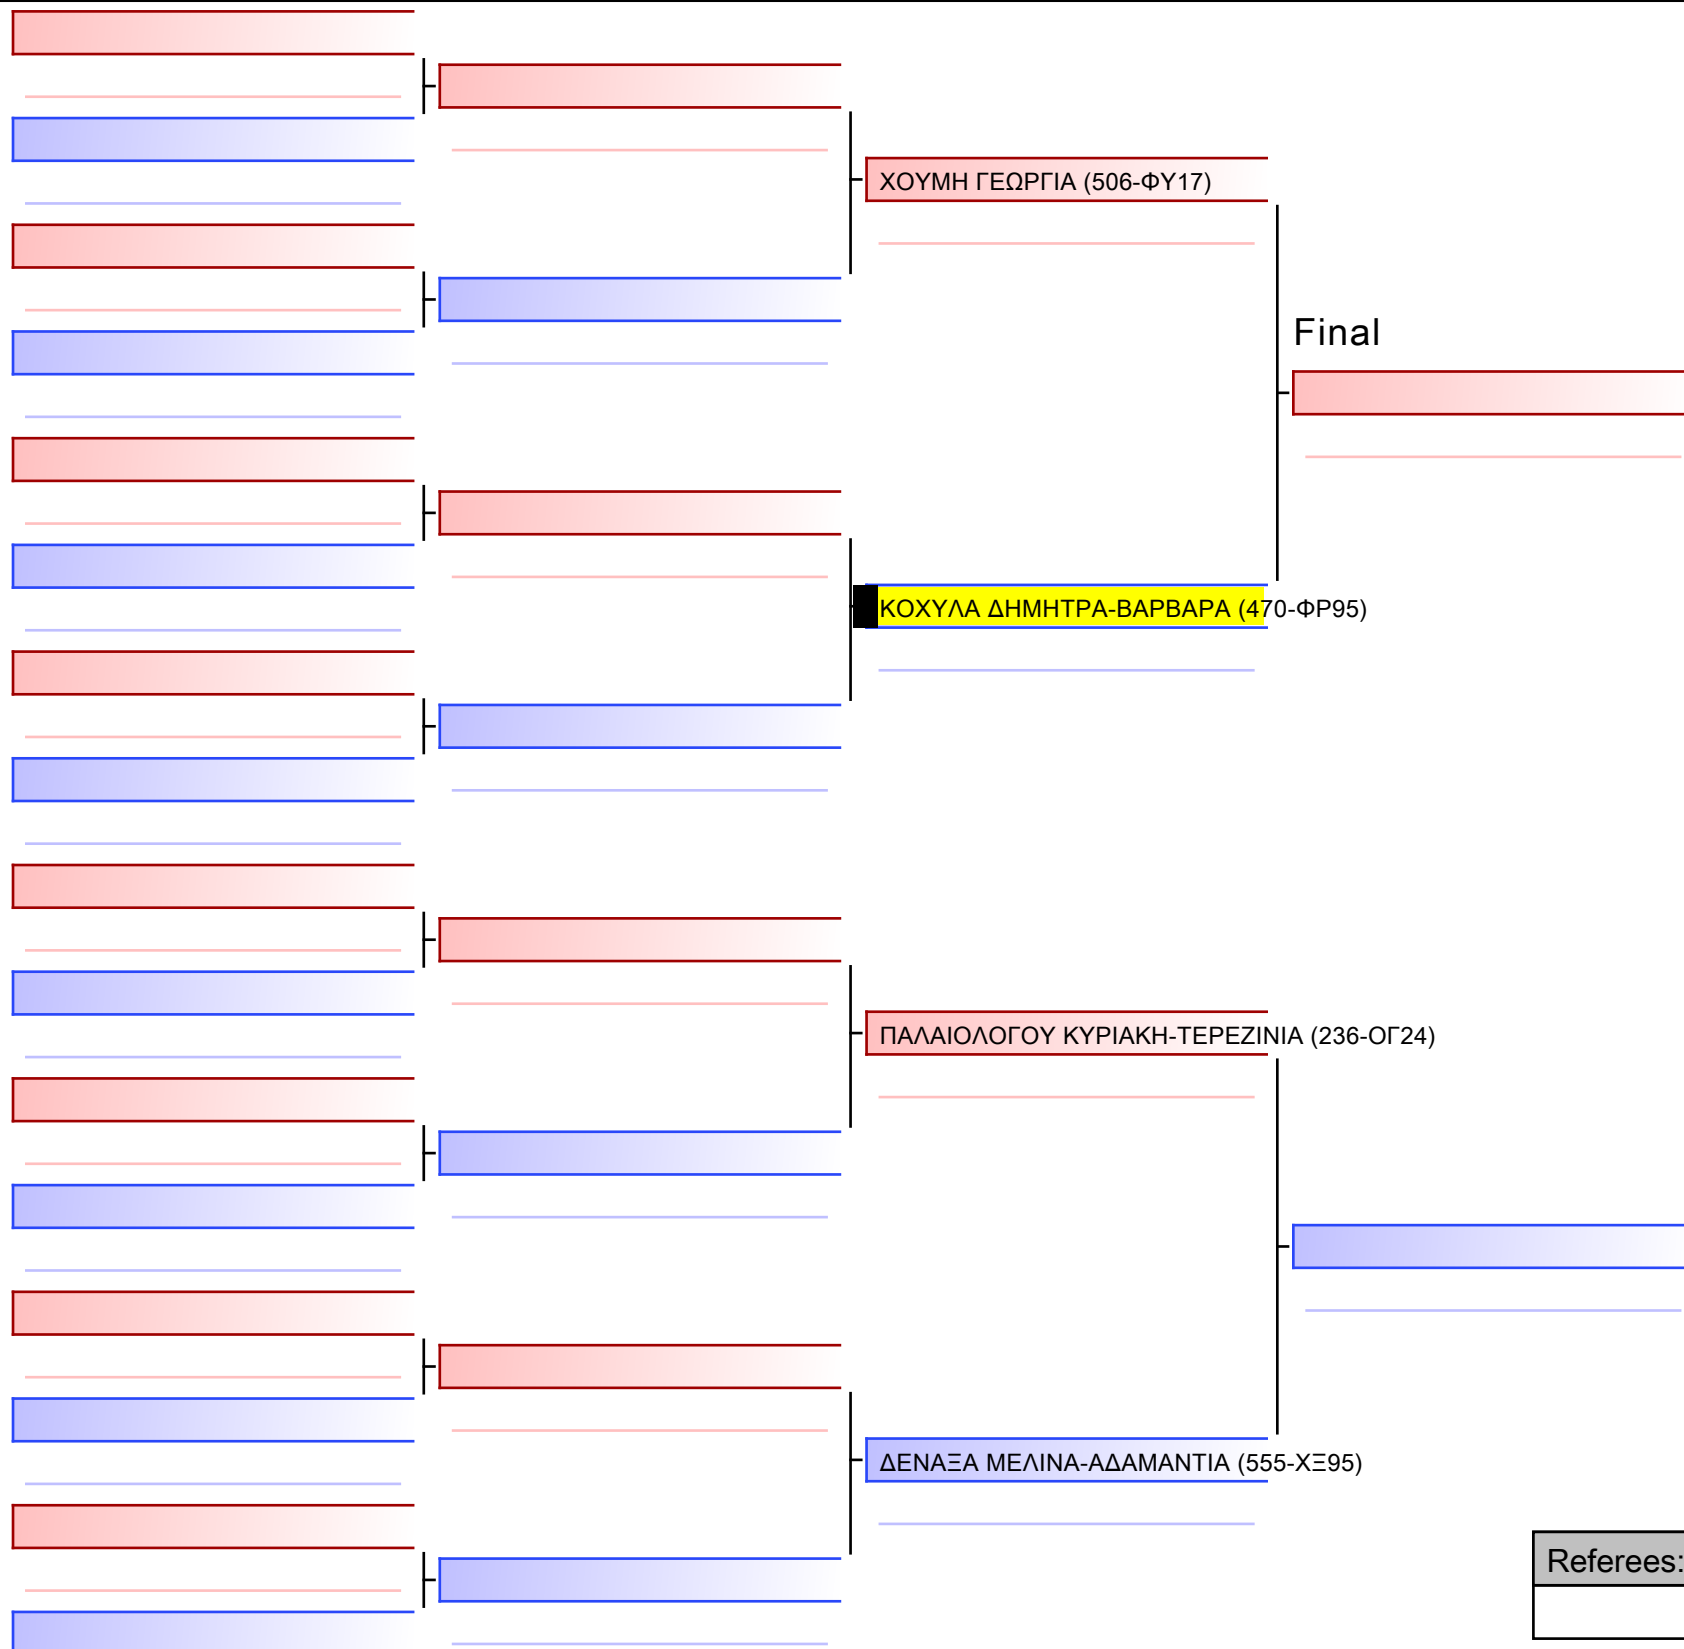 ΧΟΥΜΗ ΓΕΩΡΓΙΑ (506-ΦΥ17)
Final
ΚΟΧΥΛΑ ΔΗΜΗΤΡΑ-ΒΑΡΒΑΡΑ (470-ΦΡ95)
ΠΑΛΑΙΟΛΟΓΟΥ ΚΥΡΙΑΚΗ-ΤΕΡΕΖΙΝΙΑ (236-ΟΓ24)
ΔΕΝΑΞΑ ΜΕΛΙΝΑ-ΑΔΑΜΑΝΤΙΑ (555-ΧΞ95)
Referees: